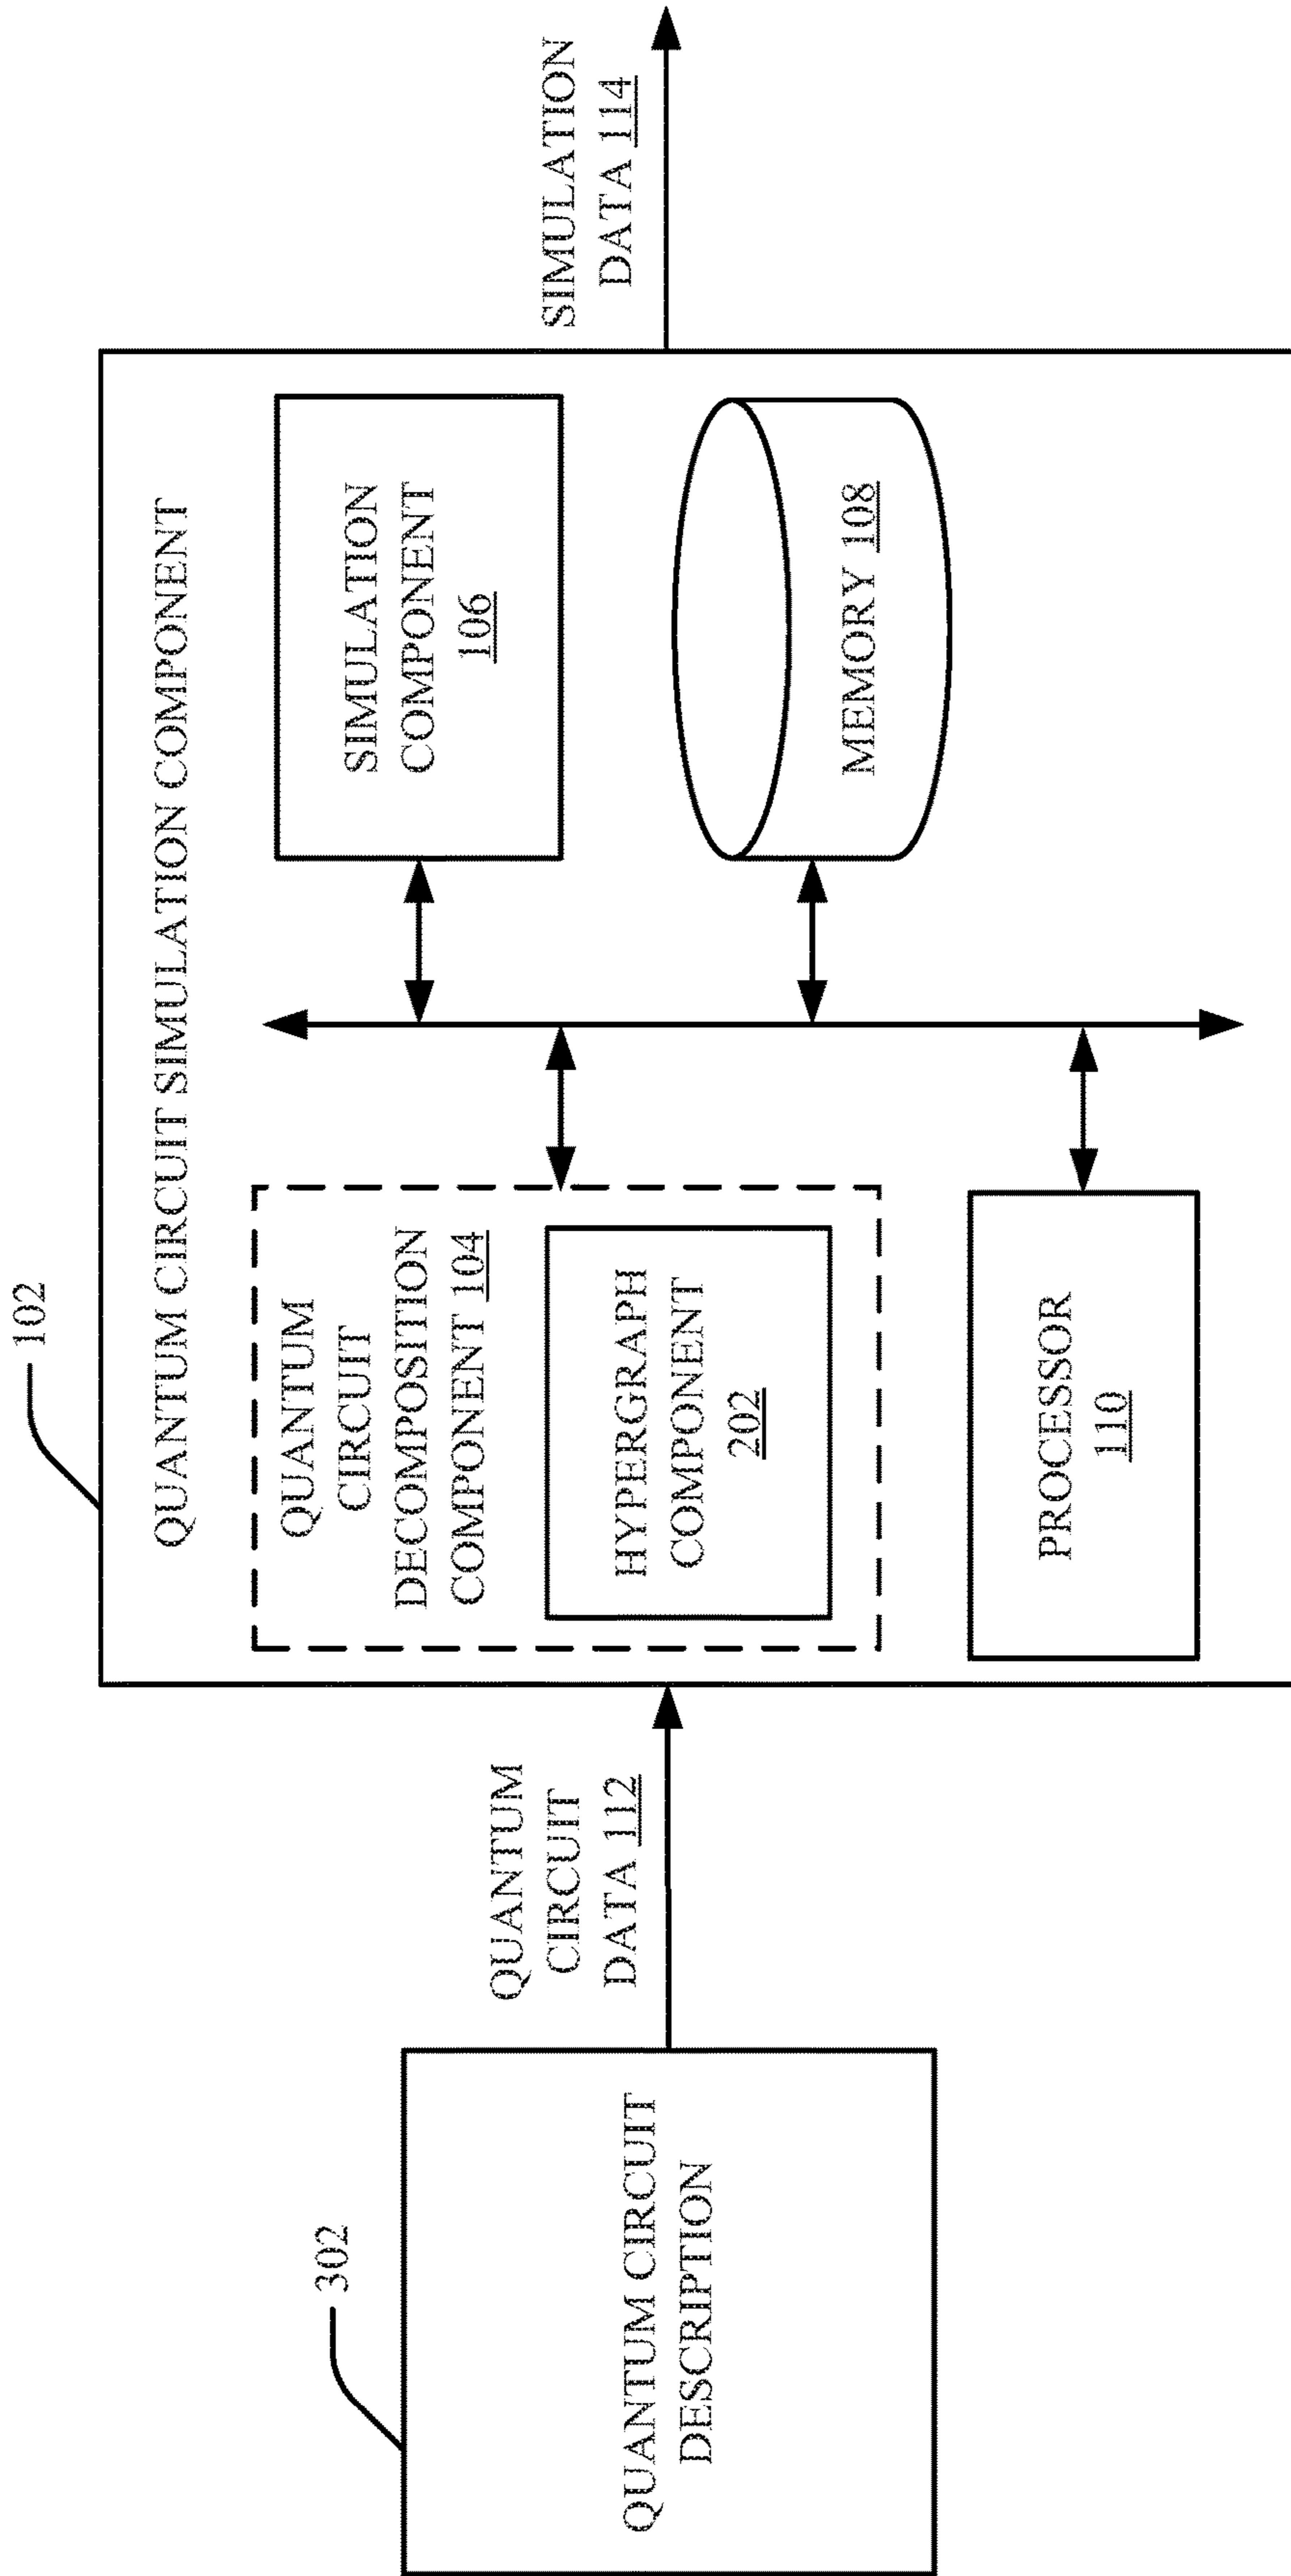 102
QUANTUM CIRCUIT SIMULATION COMPONENT
302
QUANTUM CIRCUIT
DESCRIPTION
QUANTUM
CIRCUIT
DATA 112
QUANTUM
CIRCUIT
DECOMPOSITION
COMPONENT 104
HYPERGRAPH
COMPONENT
202
PROCESSOR
110
SIMULATION
COMPONENT
106
MEMORY 108
SIMULATION
DATA 114